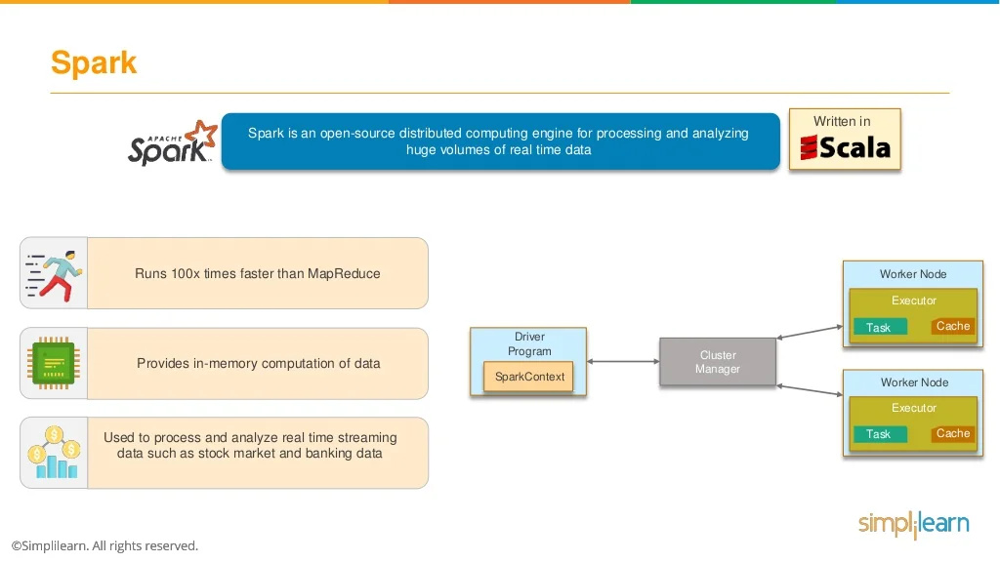 Spark
APACHE
Spark
Spark is an open-source distributed computing engine for processing and analyzing
huge volumes of real time data
Written in
Scala
Runs 100x times faster than MapReduce
Provides in-memory computation of data
Used to process and analyze real time streaming
data such as stock market and banking data
Driver
Program
SparkContext
Cluster
Manager
Worker Node
Executor
Task
Cache
Worker Node
Executor
Task
Cache
©Simplilearn. All rights reserved.
simplilearn